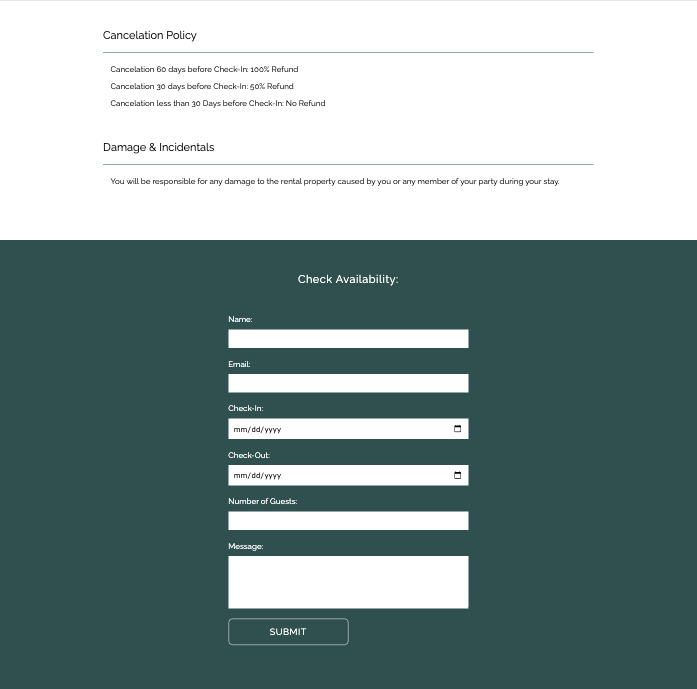 Cancelation Policy
Cancelation 60 days before Check-In: 100% Refund
Cancelation 30 days before Check-In: 50% Refund
Cancelation less than 30 Days before Check-In: No Refund
Damage & Incidentals
You will be responsible for any damage to the rental property caused by you or any member of your party during your stay.
Check Availability:
Name:
Email:
Check-In:
mm/dd/yyyy
Check-Out:
mm/dd/yyyy
Number of Guests:
Message:
SUBMIT